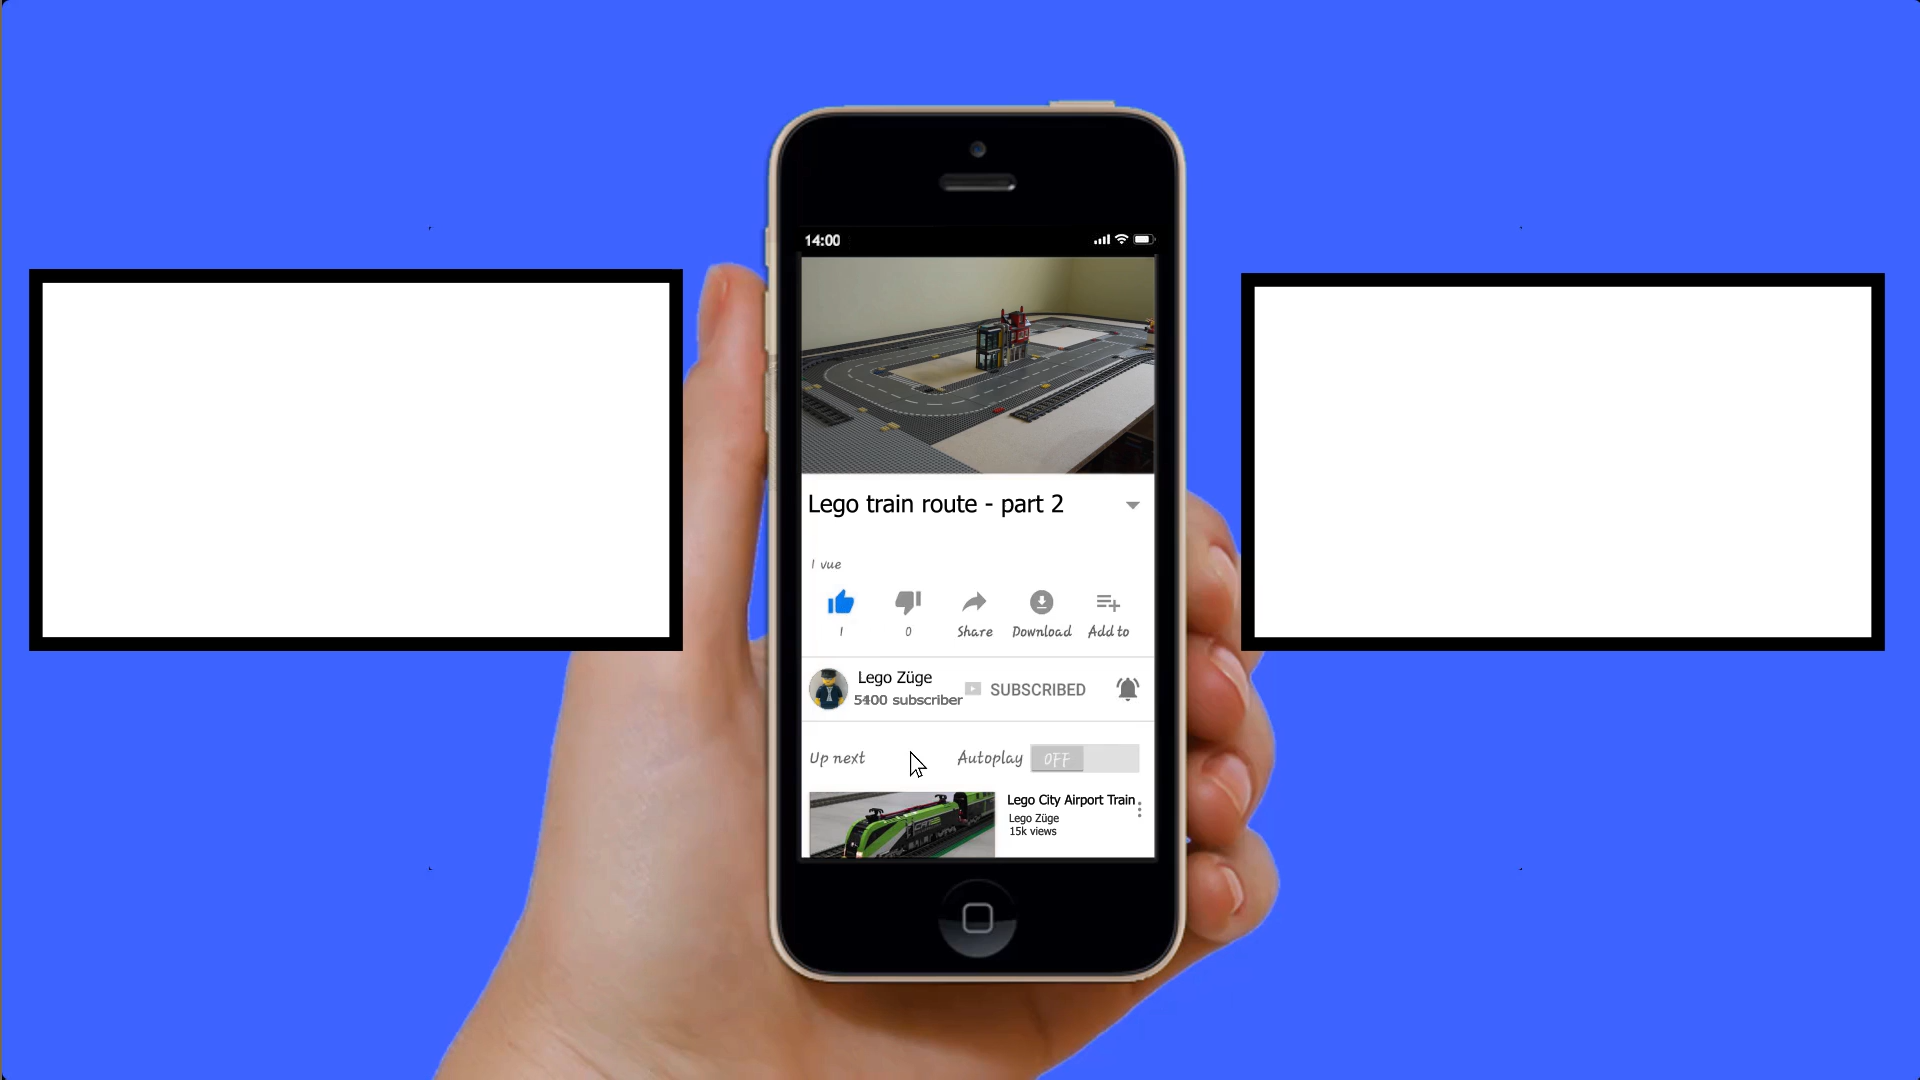 14:00
Lego train route - part 2
1 vue
1
0
Share
Download
Add to
Lego Züge
5400 subscriber
SUBSCRIBED
Up next
Autoplay
OFF
Lego City Airport Train
Lego Züge
15k views